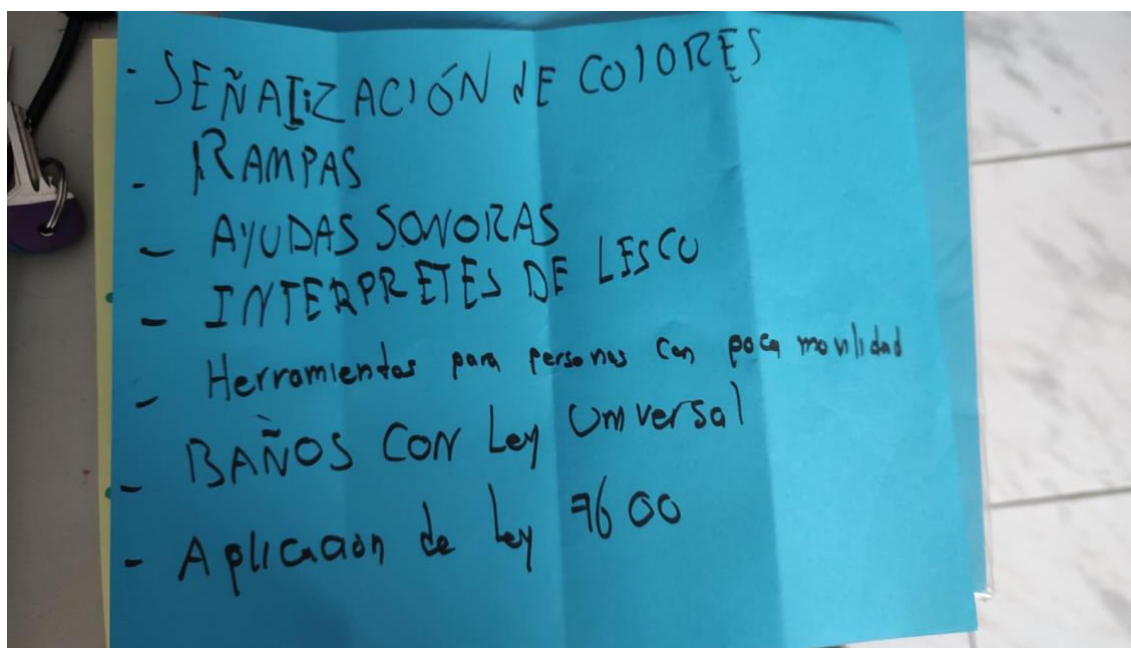 - SEÑALIZACIÓN dE COlORES
- RAMPAS
- AYUDAS SONORAS
- INTERPRETES DE LESCO
- Herramientas para personas con poca movilidad
- BAÑOS CON Ley Universal
- Aplicación de Ley 7600